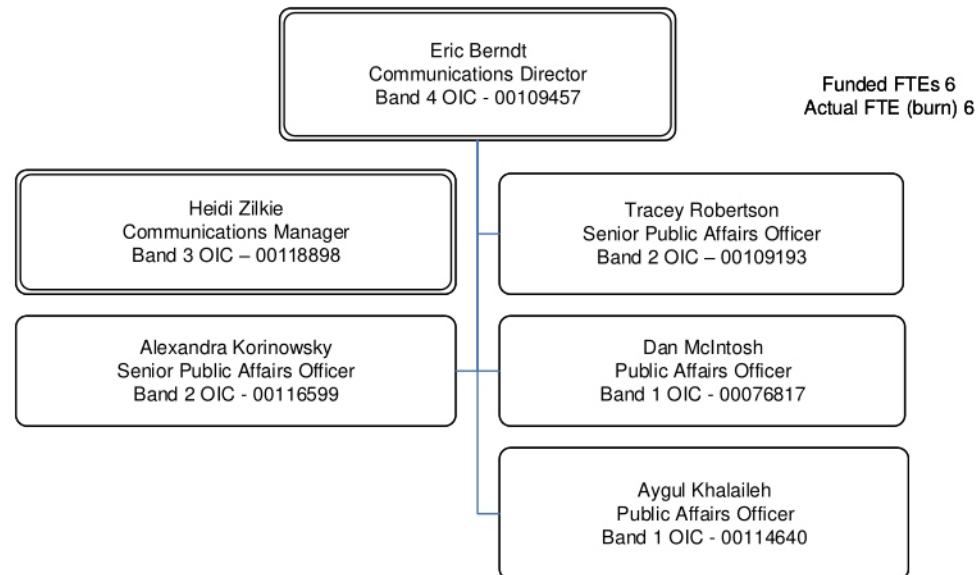 Eric Berndt
Communications Director
Band 4 OIC - 00109457
Funded FTEs 6
Actual FTE (burn) 6
Heidi Zilkie
Communications Manager
Band 3 OIC – 00118898
Tracey Robertson
Senior Public Affairs Officer
Band 2 OIC – 00109193
Alexandra Korinowsky
Senior Public Affairs Officer
Band 2 OIC - 00116599
Dan McIntosh
Public Affairs Officer
Band 1 OIC - 00076817
Aygul Khalaileh
Public Affairs Officer
Band 1 OIC - 00114640